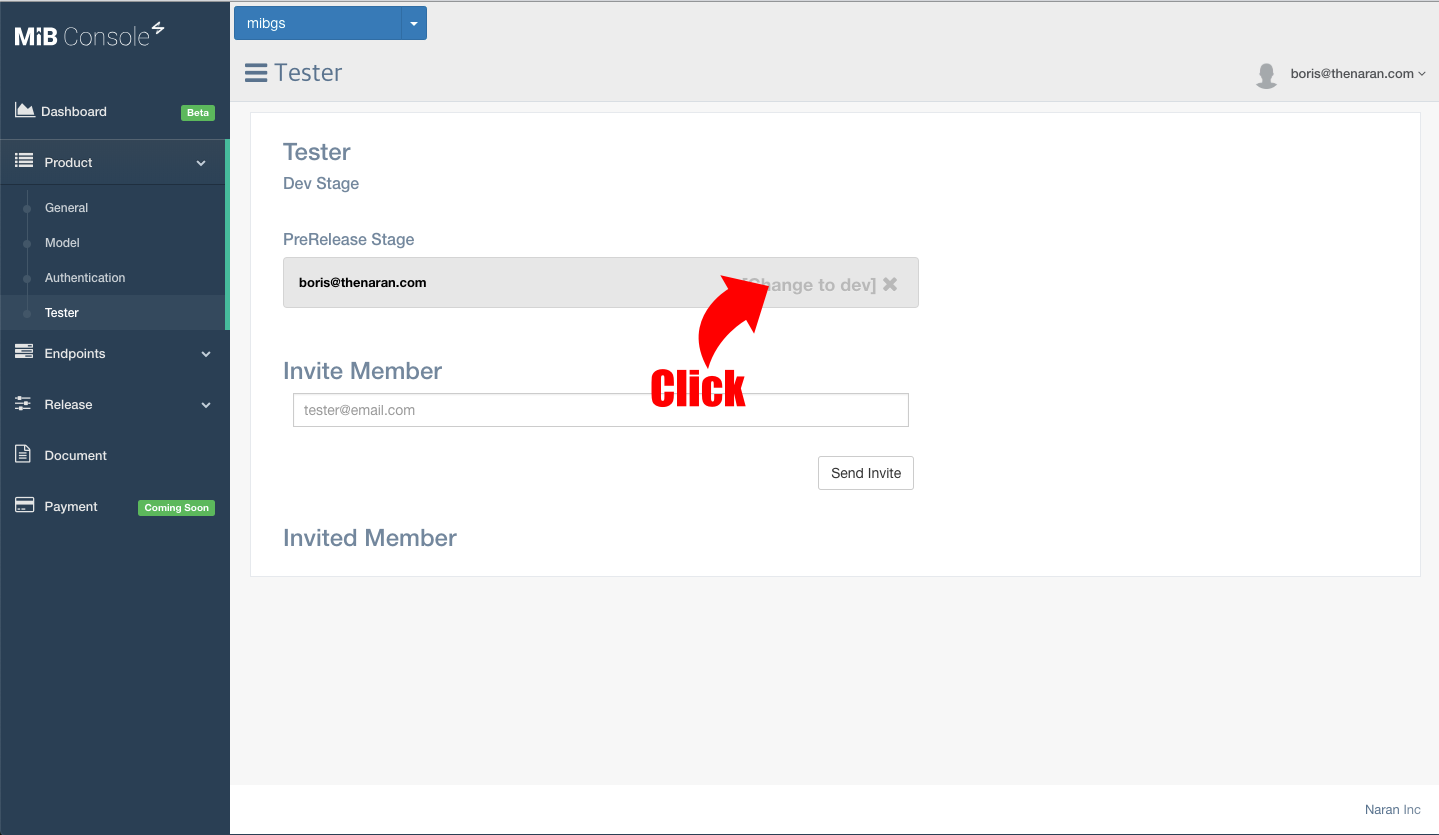 MiB Console
mibgs
Tester
boris@thenaran.com
Dashboard
Beta
Product
General
Model
Authentication
Tester
Endpoints
Release
Document
Payment
Coming Soon
Tester
Dev Stage
PreRelease Stage
boris@thenaran.com
[Change to dev]
Click
Invite Member
tester@email.com
Send Invite
Invited Member
Naran Inc